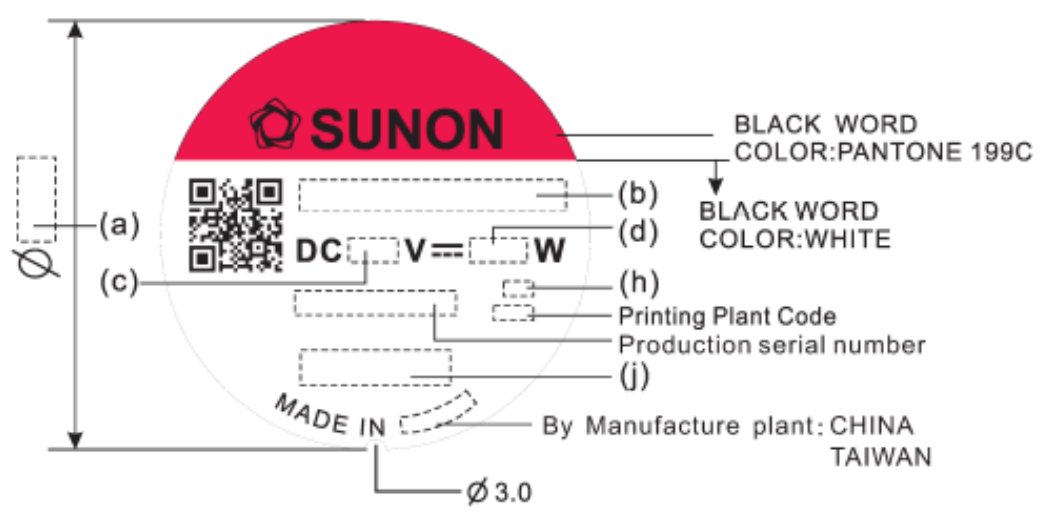 SUNON
BLACK WORD
COLOR:PANTONE 199C
(b)
BLACK WORD
COLOR:WHITE
(a)
(d)
DC V W
(c)
(h)
Printing Plant Code
Production serial number
(j)
MADE IN
By Manufacture plant: CHINA
TAIWAN
Ø
Ø 3.0